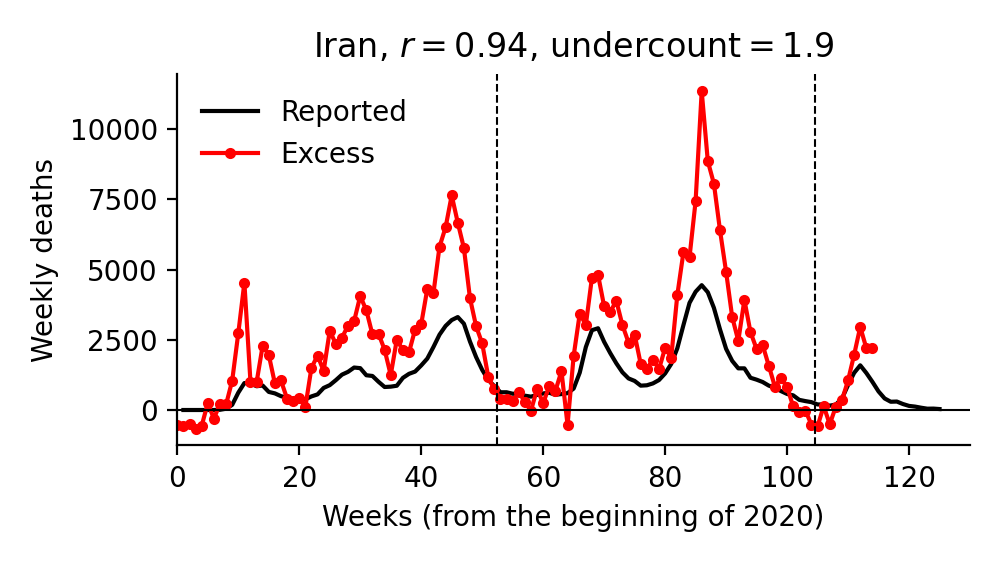 Iran, r = 0.94, undercount = 1.9
Reported
Excess
Weekly deaths
10000
7500
5000
2500
0
0 20 40 60 80 100 120
Weeks (from the beginning of 2020)